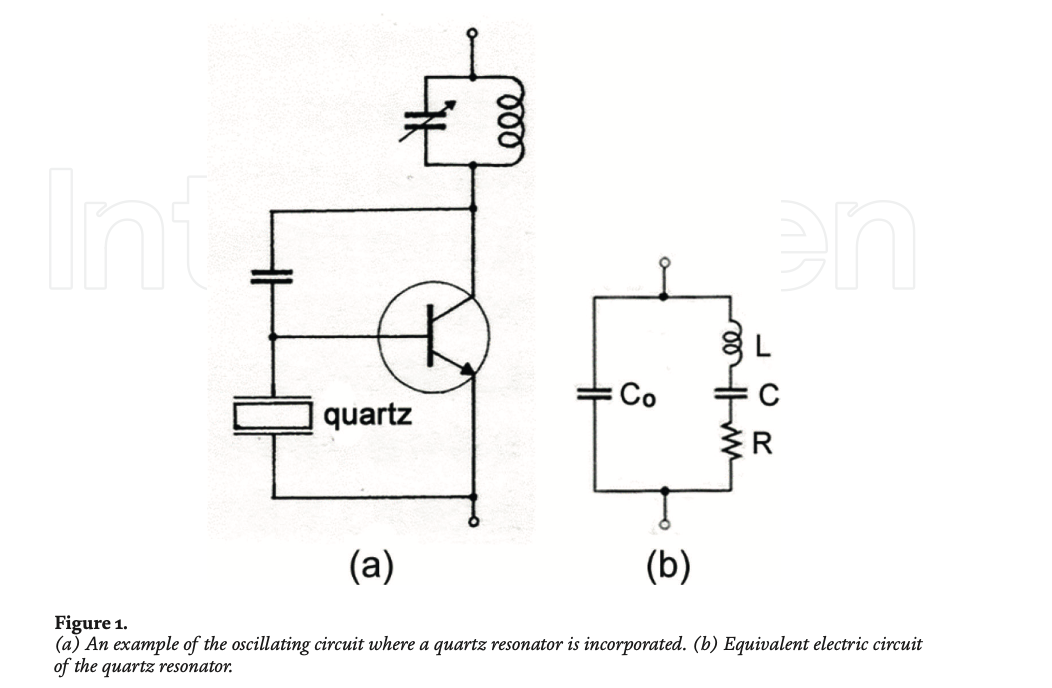 quartz
L
Co
C
R
(a)
(b)
Figure 1.
(a) An example of the oscillating circuit where a quartz resonator is incorporated. (b) Equivalent electric circuit
of the quartz resonator.